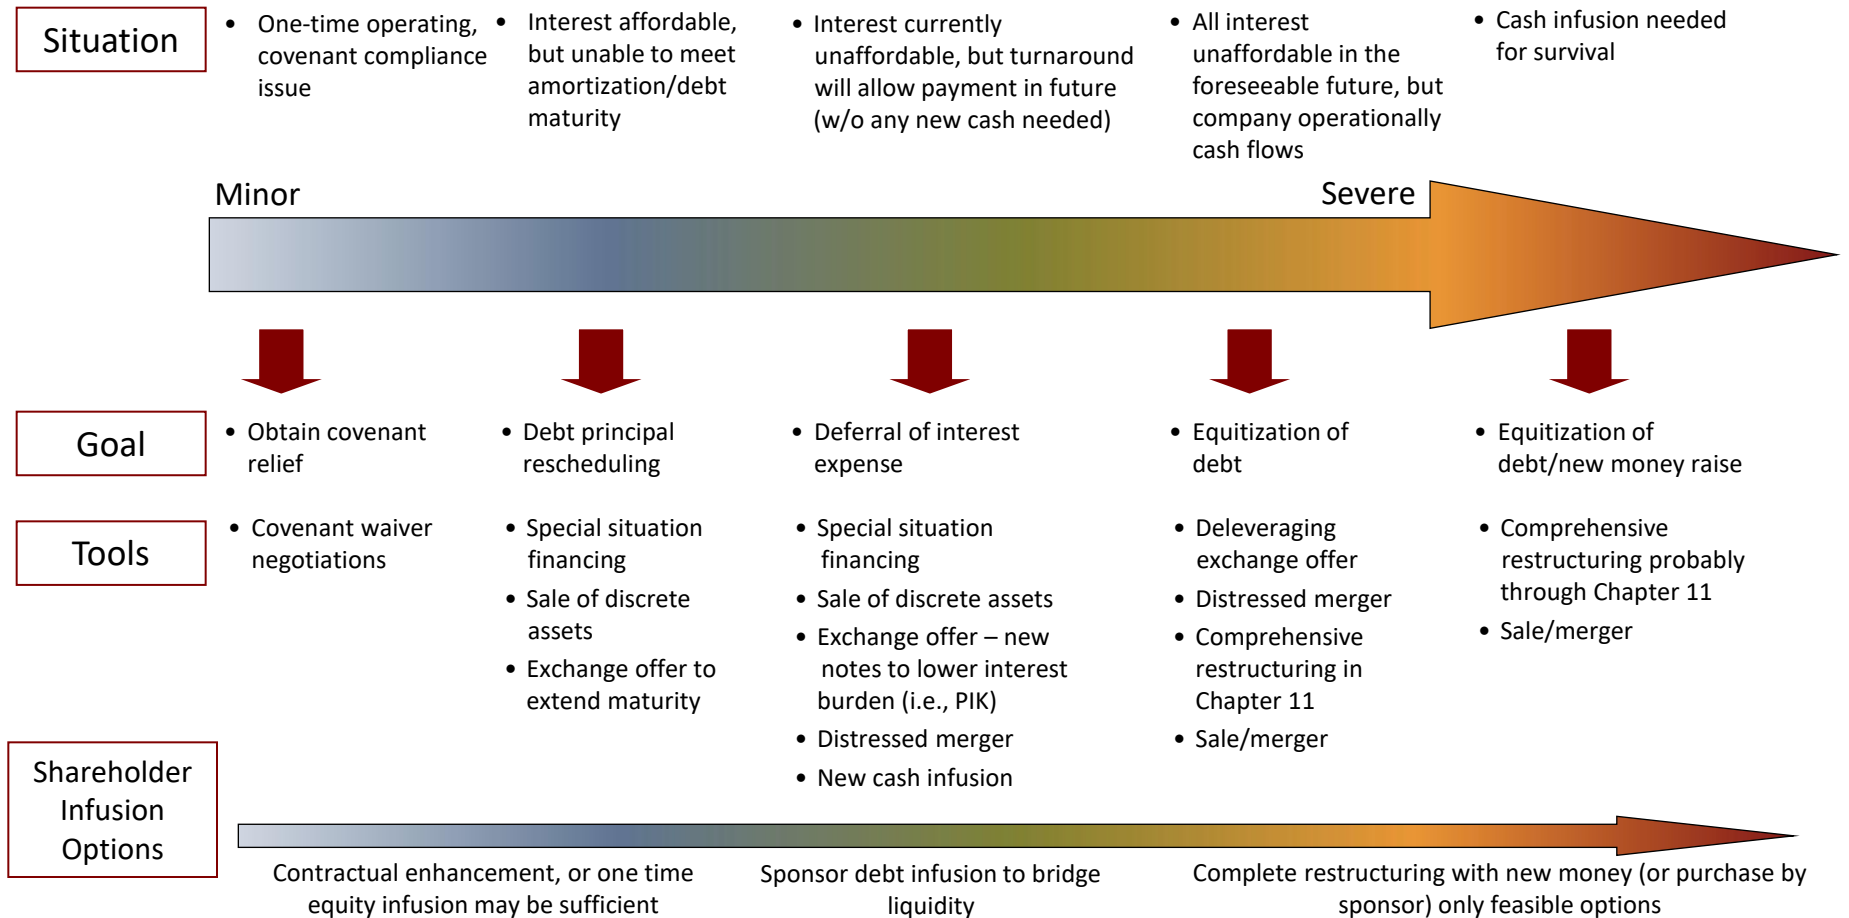 Situation
• One-time operating,
covenant compliance
issue
• Interest affordable,
but unable to meet
amortization/debt
maturity
• Interest currently
unaffordable, but turnaround
will allow payment in future
(w/o any new cash needed)
• All interest
unaffordable in the
foreseeable future, but
company operationally
cash flows
• Cash infusion needed
for survival
Minor
Severe
Goal
• Obtain covenant
relief
• Debt principal
rescheduling
• Deferral of interest
expense
• Equitization of
debt
• Equitization of
debt/new money raise
Tools
• Covenant waiver
negotiations
• Special situation
financing
• Sale of discrete
assets
• Exchange offer to
extend maturity
• Special situation
financing
• Sale of discrete assets
• Exchange offer – new
notes to lower interest
burden (i.e., PIK)
• Distressed merger
• New cash infusion
• Deleveraging
exchange offer
• Distressed merger
• Comprehensive
restructuring in
Chapter 11
• Sale/merger
• Comprehensive
restructuring probably
through Chapter 11
• Sale/merger
Shareholder
Infusion
Options
Contractual enhancement, or one time
equity infusion may be sufficient
Sponsor debt infusion to bridge
liquidity
Complete restructuring with new money (or purchase by
sponsor) only feasible options